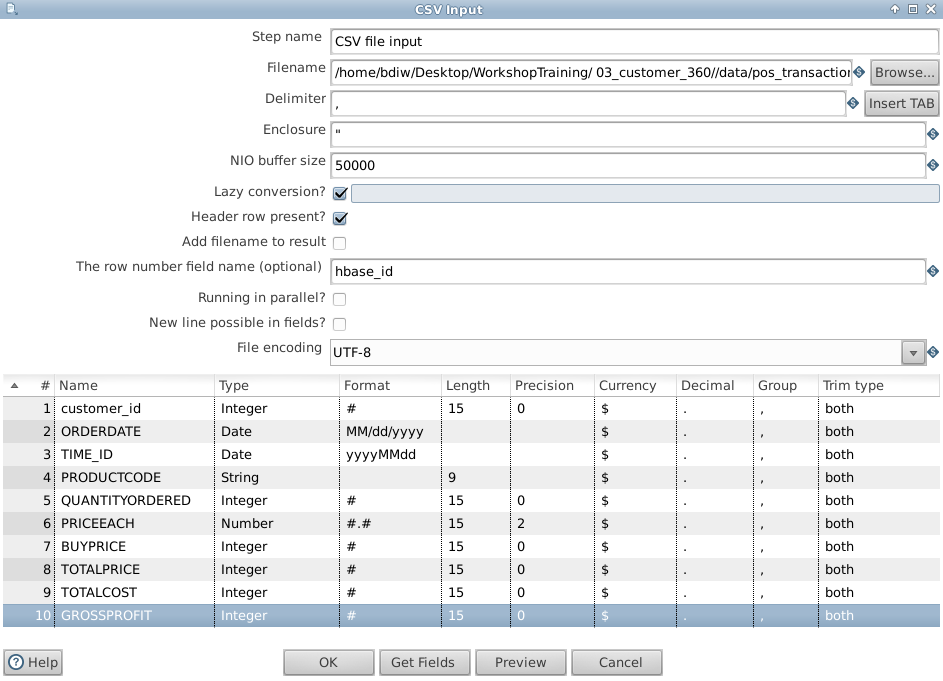 CSV Input
Step name CSV file input
Filename /home/bdiw/Desktop/WorkshopTraining/ 03_customer_360//data/pos_transaction Browse...
Delimiter , Insert TAB
Enclosure "
NIO buffer size 50000
Lazy conversion?
Header row present?
Add filename to result
The row number field name (optional) hbase_id
Running in parallel?
New line possible in fields?
File encoding UTF-8
# Name Type Format Length Precision Currency Decimal Group Trim type
1 customer_id Integer # 15 0 $ . , both
2 ORDERDATE Date MM/dd/yyyy $ . , both
3 TIME_ID Date yyyyMMdd $ . , both
4 PRODUCTCODE String 9 $ . , both
5 QUANTITYORDERED Integer # 15 0 $ . , both
6 PRICEEACH Number #.# 15 2 $ . , both
7 BUYPRICE Integer # 15 0 $ . , both
8 TOTALPRICE Integer # 15 0 $ . , both
9 TOTALCOST Integer # 15 0 $ . , both
10 GROSSPROFIT Integer # 15 0 $ . , both
? Help OK Get Fields Preview Cancel